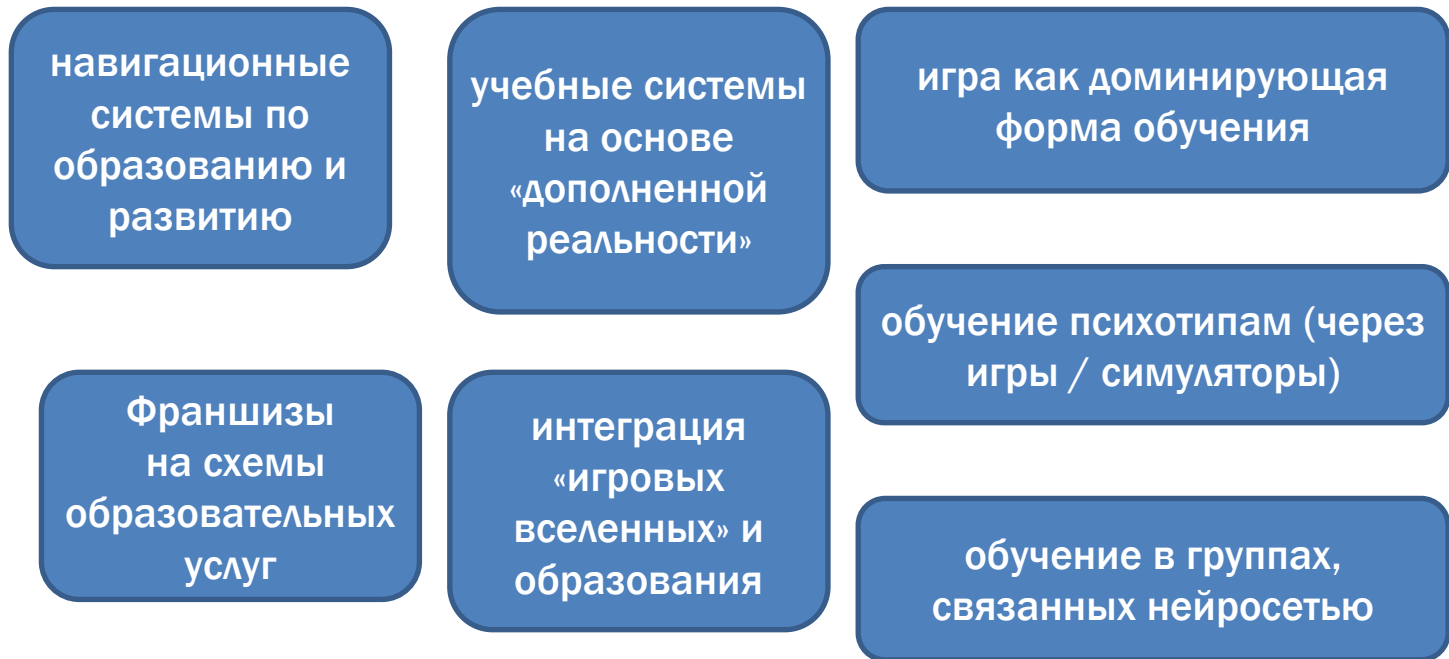 навигационные
системы по
образованию и
развитию
учебные системы
на основе
«дополненной
реальности»
игра как доминирующая
форма обучения
обучение психотипам (через
игры / симуляторы)
Франшизы
на схемы
образовательных
услуг
интеграция
«игровых
вселенных» и
образования
обучение в группах,
связанных нейросетью